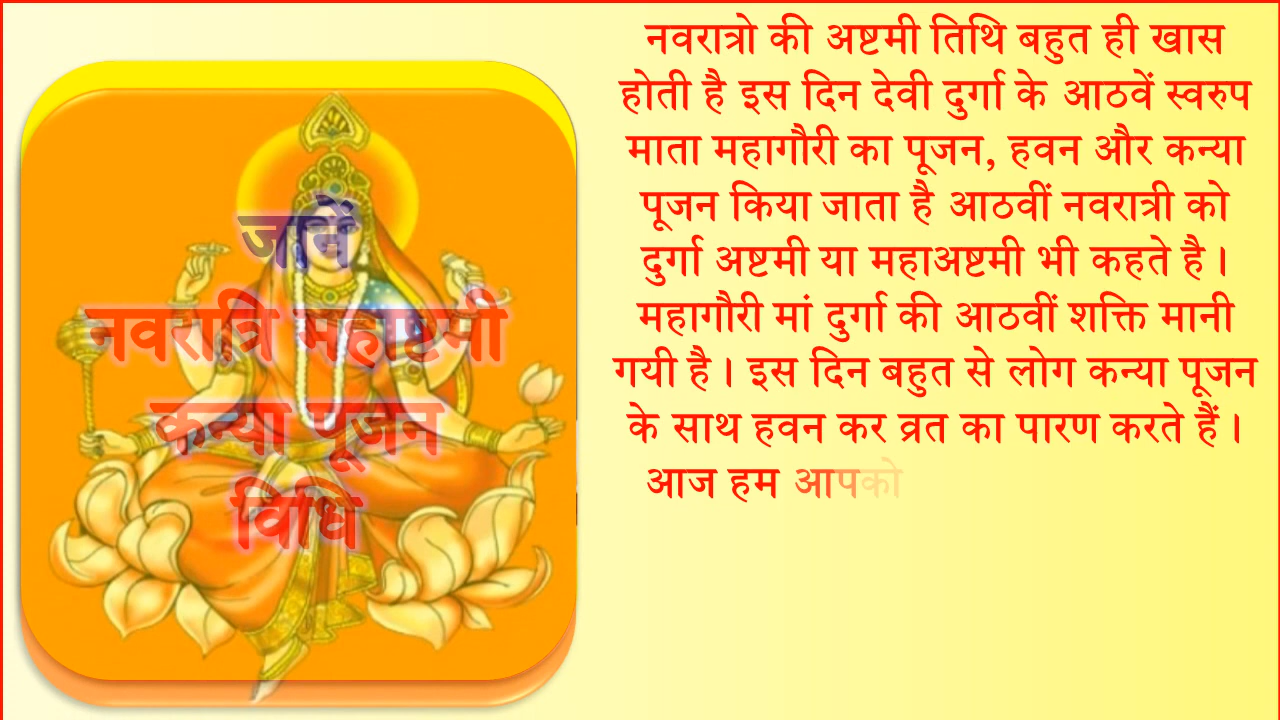 जानें
नवरात्रि महाष्टमी
कन्या पूजन
विधि
नवरात्रो की अष्टमी तिथि बहुत ही खास
होती है इस दिन देवी दुर्गा के आठवें स्वरुप
माता महागौरी का पूजन, हवन और कन्या
पूजन किया जाता है आठवीं नवरात्री को
दुर्गा अष्टमी या महाअष्टमी भी कहते है।
महागौरी मां दुर्गा की आठवीं शक्ति मानी
गयी है। इस दिन बहुत से लोग कन्या पूजन
के साथ हवन कर व्रत का पारण करते हैं।
आज हम आपको